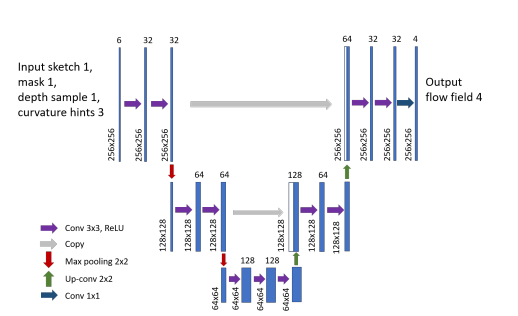 6 32 32
64 32 32 4
Input sketch 1,
mask 1,
depth sample 1,
curvature hints 3
Output
flow field 4
256x256
256x256
256x256
256x256
256x256
256x256
256x256
64 64
128 64
128x128
128x128
128x128
128x128
128x128
128x128
128 128
64x64
64x64
64x64
64x64
Conv 3x3, ReLU
Copy
Max pooling 2x2
Up-conv 2x2
Conv 1x1